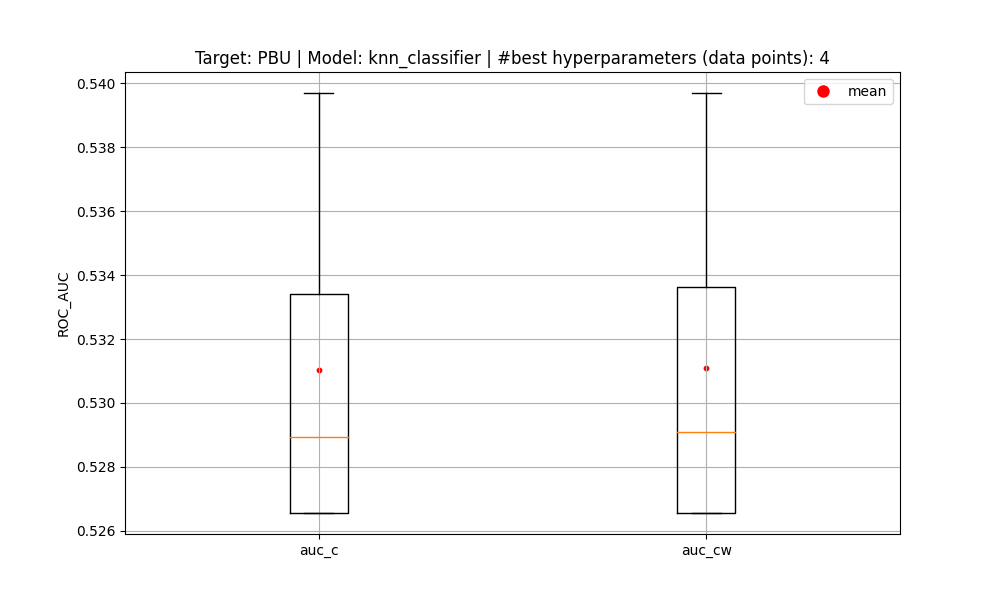 Target: PBU | Model: knn_classifier | #best hyperparameters (data points): 4
mean
0.540
0.538
0.536
0.534
0.532
0.530
0.528
0.526
ROC_AUC
auc_c
auc_cw